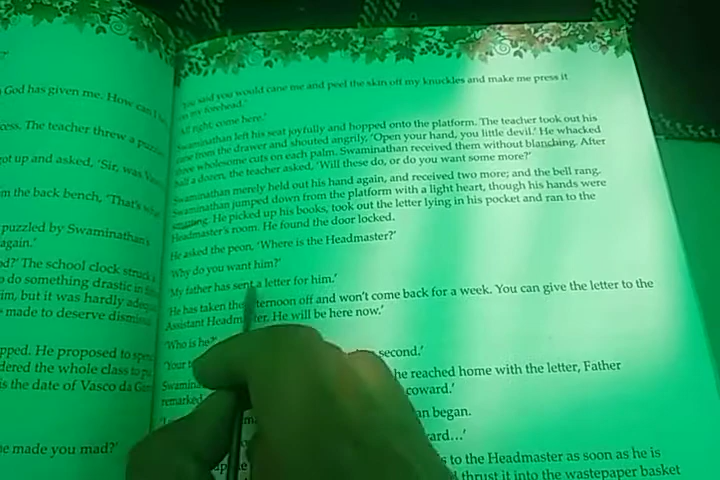 God has given me. How can I
cess. The teacher threw a
got up and asked, 'Sir, was
m the back bench, 'That's
puzzled by Swaminathan's
again.'
d?' The school clock struck
o do something drastic in
im, but it was hardly
made to deserve
pped. He proposed to
dered the whole class to
is the date of Vasco da
e made you mad?'
you said you would cane me and peel the skin off my knuckles and make me press it
on my forehead.'
'All right, come here.'
Swaminathan left his seat joyfully and hopped onto the platform. The teacher took out his
cane from the drawer and shouted angrily, 'Open your hand, you little devil.' He whacked
three wholesome cuts on each palm. Swaminathan received them without blanching. After
half a dozen, the teacher asked, 'Will these do, or do you want some more?'
Swaminathan merely held out his hand again, and received two more; and the bell rang.
Swaminathan jumped down from the platform with a light heart, though his hands were
smarting. He picked up his books, took out the letter lying in his pocket and ran to the
Headmaster's room. He found the door locked.
He asked the peon, 'Where is the Headmaster?'
'Why do you want him?'
'My father has sent a letter for him.'
'He has taken the ternoon off and won't come back for a week. You can give the letter to the
Assistant Headm ter. He will be here now.'
'Who is he?'
'Your second.'
Swamin he reached home with the letter, Father
remarked coward.'
an began.
ard...'
s to the Headmaster as soon as he is
thrust it into the wastepaper basket